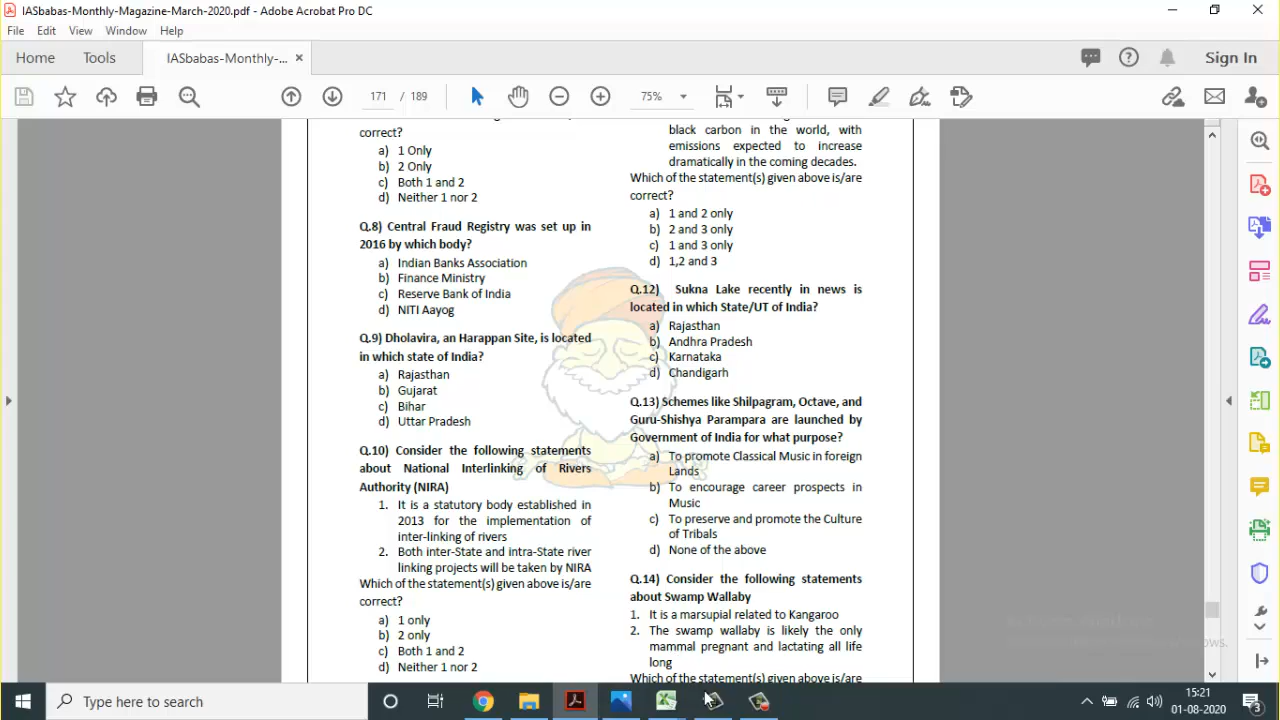 IASbabas-Monthly-Magazine-March-2020.pdf - Adobe Acrobat Pro DC
File Edit View Window Help
Home Tools IASbabas-Monthly-... × Sign In
171 / 189 75%
correct?
a) 1 Only
b) 2 Only
c) Both 1 and 2
d) Neither 1 nor 2
Q.8) Central Fraud Registry was set up in
2016 by which body?
a) Indian Banks Association
b) Finance Ministry
c) Reserve Bank of India
d) NITI Aayog
Q.9) Dholavira, an Harappan Site, is located
in which state of India?
a) Rajasthan
b) Gujarat
c) Bihar
d) Uttar Pradesh
Q.10) Consider the following statements
about National Interlinking of Rivers
Authority (NIRA)
1. It is a statutory body established in
2013 for the implementation of
inter-linking of rivers
2. Both inter-State and intra-State river
linking projects will be taken by NIRA
Which of the statement(s) given above is/are
correct?
a) 1 only
b) 2 only
c) Both 1 and 2
d) Neither 1 nor 2
black carbon in the world, with
emissions expected to increase
dramatically in the coming decades.
Which of the statement(s) given above is/are
correct?
a) 1 and 2 only
b) 2 and 3 only
c) 1 and 3 only
d) 1,2 and 3
Q.12) Sukna Lake recently in news is
located in which State/UT of India?
a) Rajasthan
b) Andhra Pradesh
c) Karnataka
d) Chandigarh
Q.13) Schemes like Shilpagram, Octave, and
Guru-Shishya Parampara are launched by
Government of India for what purpose?
a) To promote Classical Music in foreign
Lands
b) To encourage career prospects in
Music
c) To preserve and promote the Culture
of Tribals
d) None of the above
Q.14) Consider the following statements
about Swamp Wallaby
1. It is a marsupial related to Kangaroo
2. The swamp wallaby is likely the only
mammal pregnant and lactating all life
long
Which of the statement(s) given above is/are
Type here to search
15:21
01-08-2020
3